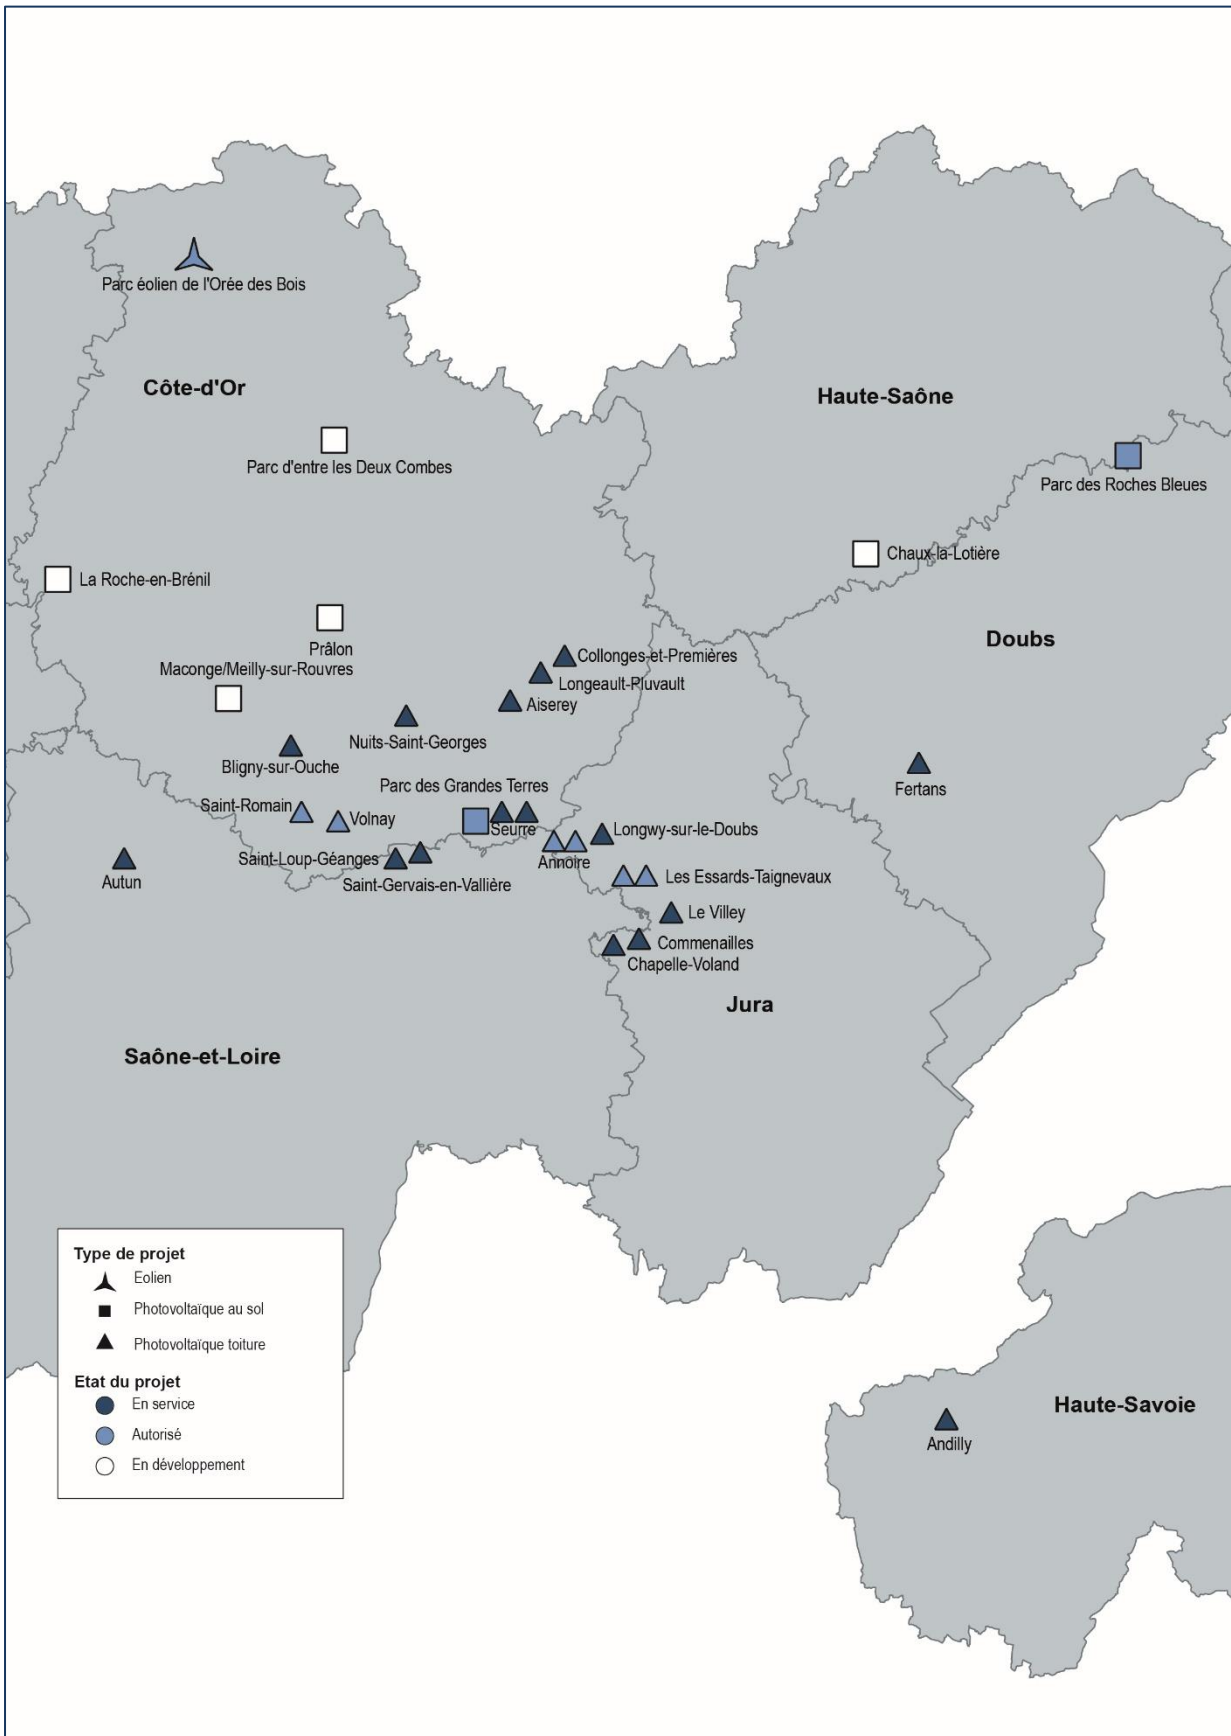 Parc éolien de l'Orée des Bois
Côte-d'Or
Haute-Saône
Parc d'entre les Deux Combes
Parc des Roches Bleues
Chaux-la-Lotière
La Roche-en-Brénil
Doubs
Prâlon
Collonges-et-Premières
Maconge/Meilly-sur-Rouvres
Longeault-Pluvault
Aiserey
Nuits-Saint-Georges
Bligny-sur-Ouche
Parc des Grandes Terres
Fertans
Saint-Romain
Volnay
Seurre
Longwy-sur-le-Doubs
Saint-Loup-Géanges
Annoire
Autun
Saint-Gervais-en-Vallière
Les Essards-Taignevaux
Le Villey
Commenailles
Chapelle-Voland
Jura
Saône-et-Loire
Type de projet
Eolien
Photovoltaïque au sol
Photovoltaïque toiture
Etat du projet
En service
Autorisé
En développement
Haute-Savoie
Andilly